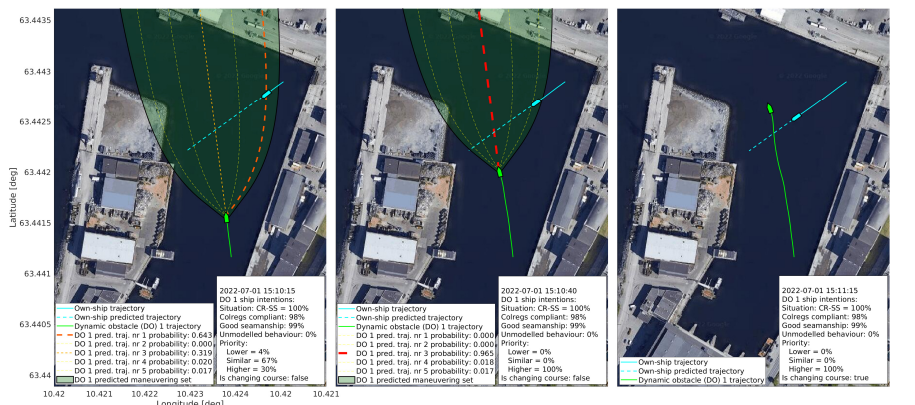 63.4435
63.443
63.4425
63.442
63.4415
63.441
63.4405
63.44
Latitude [deg]
10.42
10.421
10.422
10.423
10.424
10.42
10.421
Longitude [deg]
Own-ship trajectory
Own-ship predicted trajectory
Dynamic obstacle (DO) 1 trajectory
DO 1 pred. traj. nr 1 probability: 0.643
DO 1 pred. traj. nr 2 probability: 0.000
DO 1 pred. traj. nr 3 probability: 0.319
DO 1 pred. traj. nr 4 probability: 0.020
DO 1 pred. traj. nr 5 probability: 0.017
DO 1 predicted maneuvering set
2022-07-01 15:10:15
DO 1 ship intentions:
Situation: CR-SS = 100%
Colregs compliant: 98%
Good seamanship: 99%
Unmodelled behaviour: 0%
Priority:
Lower = 4%
Similar = 67%
Higher = 30%
Is changing course: false
Own-ship trajectory
Own-ship predicted trajectory
Dynamic obstacle (DO) 1 trajectory
DO 1 pred. traj. nr 1 probability: 0.000
DO 1 pred. traj. nr 2 probability: 0.000
DO 1 pred. traj. nr 3 probability: 0.965
DO 1 pred. traj. nr 4 probability: 0.018
DO 1 pred. traj. nr 5 probability: 0.017
DO 1 predicted maneuvering set
2022-07-01 15:10:40
DO 1 ship intentions:
Situation: CR-SS = 100%
Colregs compliant: 98%
Good seamanship: 99%
Unmodelled behaviour: 0%
Priority:
Lower = 0%
Similar = 0%
Higher = 100%
Is changing course: false
Own-ship trajectory
Own-ship predicted trajectory
Dynamic obstacle (DO) 1 trajectory
2022-07-01 15:11:15
DO 1 ship intentions:
Situation: CR-SS = 100%
Colregs compliant: 98%
Good seamanship: 99%
Unmodelled behaviour: 0%
Priority:
Lower = 0%
Similar = 0%
Higher = 100%
Is changing course: true